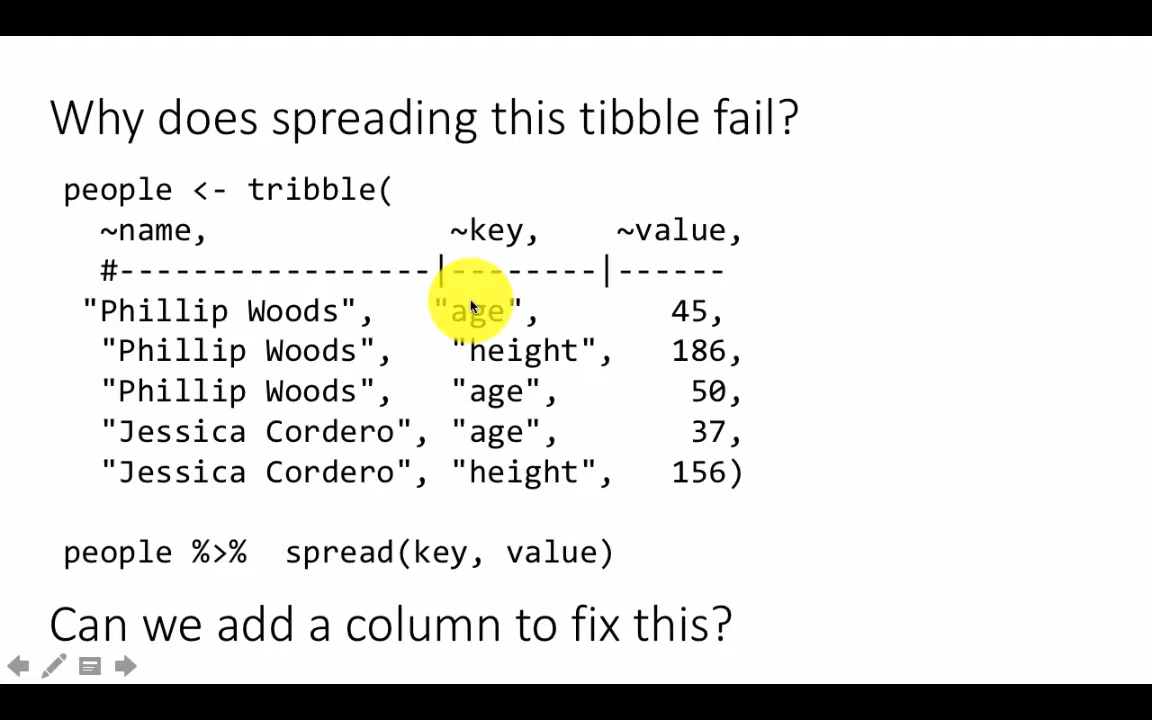 Why does spreading this tibble fail?
people <- tribble(
  ~name,             ~key,    ~value,
  #-----------------|--------|------
 "Phillip Woods",   "age",       45,
  "Phillip Woods",   "height",   186,
  "Phillip Woods",   "age",       50,
  "Jessica Cordero", "age",       37,
  "Jessica Cordero", "height",   156)
people %>%  spread(key, value)
Can we add a column to fix this?